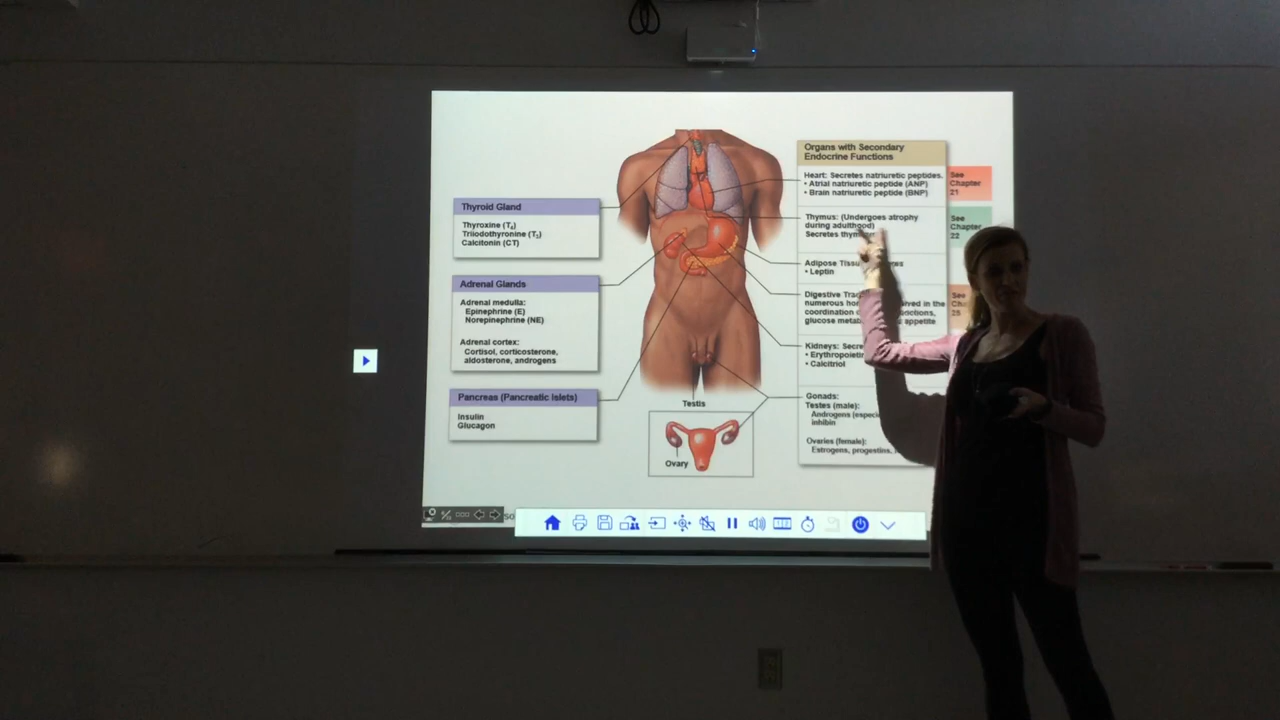 Thyroid Gland
Thyroxine (T4)
Triiodothyronine (T3)
Calcitonin (CT)
Adrenal Glands
Adrenal medulla:
Epinephrine (E)
Norepinephrine (NE)
Adrenal cortex:
Cortisol, corticosterone,
aldosterone, androgens
Pancreas (Pancreatic Islets)
Insulin
Glucagon
Testis
Ovary
Organs with Secondary
Endocrine Functions
Heart: Secretes natriuretic peptides.
• Atrial natriuretic peptide (ANP)
• Brain natriuretic peptide (BNP)
See
Chapter
21
Thymus: (Undergoes atrophy
during adulthood)
Secretes
See
Chapter
22
Adipose
• Leptin
Digestive
numerous in the
coordination
glucose appetite
See
25
Kidneys:
•
• Calcitriol
Gonads:
Testes (male):
Androgens
inhibin
Ovaries (female):
Estrogens, progestins,